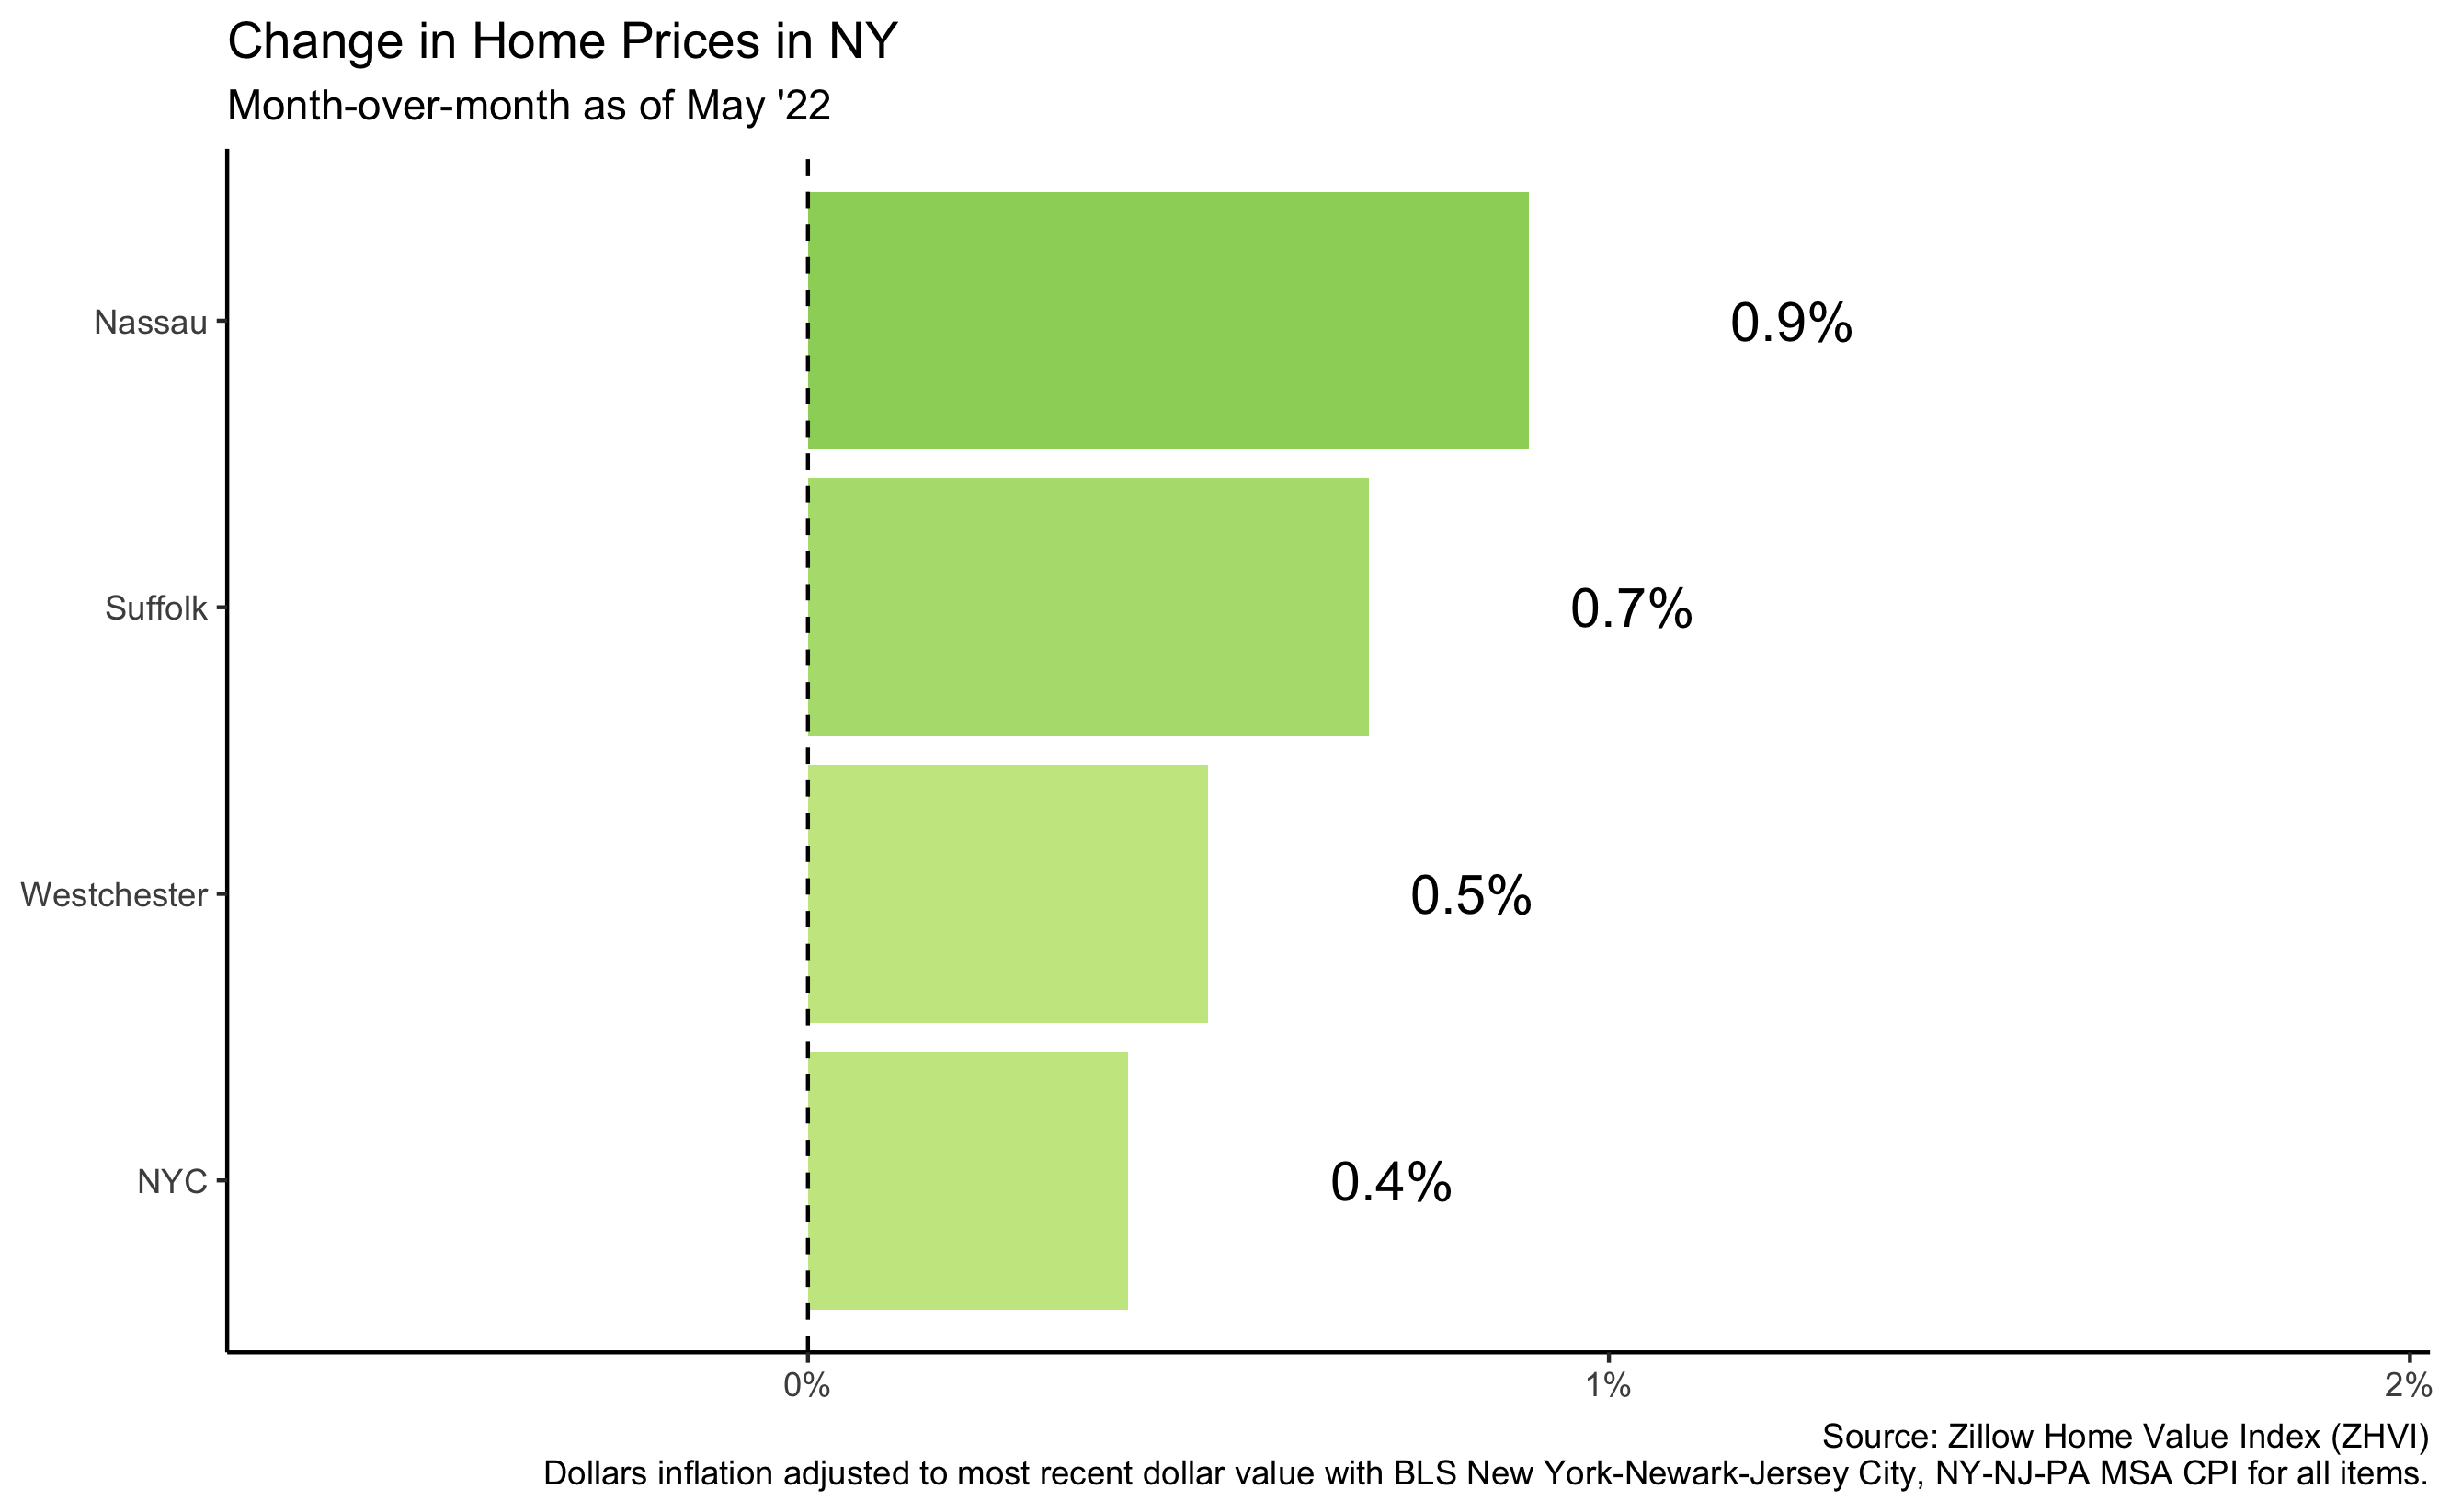 Change in Home Prices in NY
Month-over-month as of May '22
Nassau
0.9%
Suffolk
0.7%
Westchester
0.5%
NYC
0.4%
0%
1%
2%
Source: Zillow Home Value Index (ZHVI)
Dollars inflation adjusted to most recent dollar value with BLS New York-Newark-Jersey City, NY-NJ-PA MSA CPI for all items.